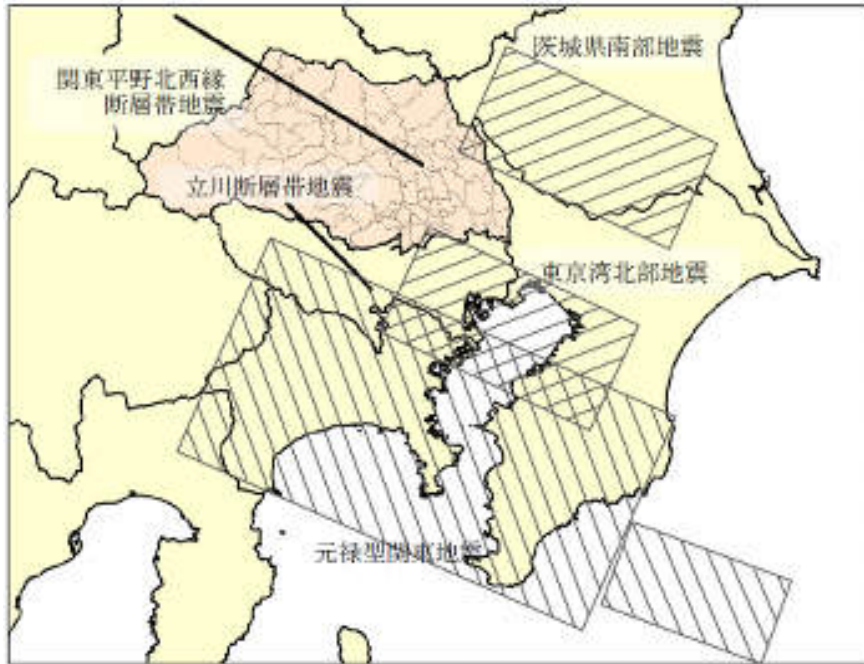 茨城県南部地震
関東平野北西縁
断層帯地震
立川断層帯地震
東京湾北部地震
元禄型関東地震